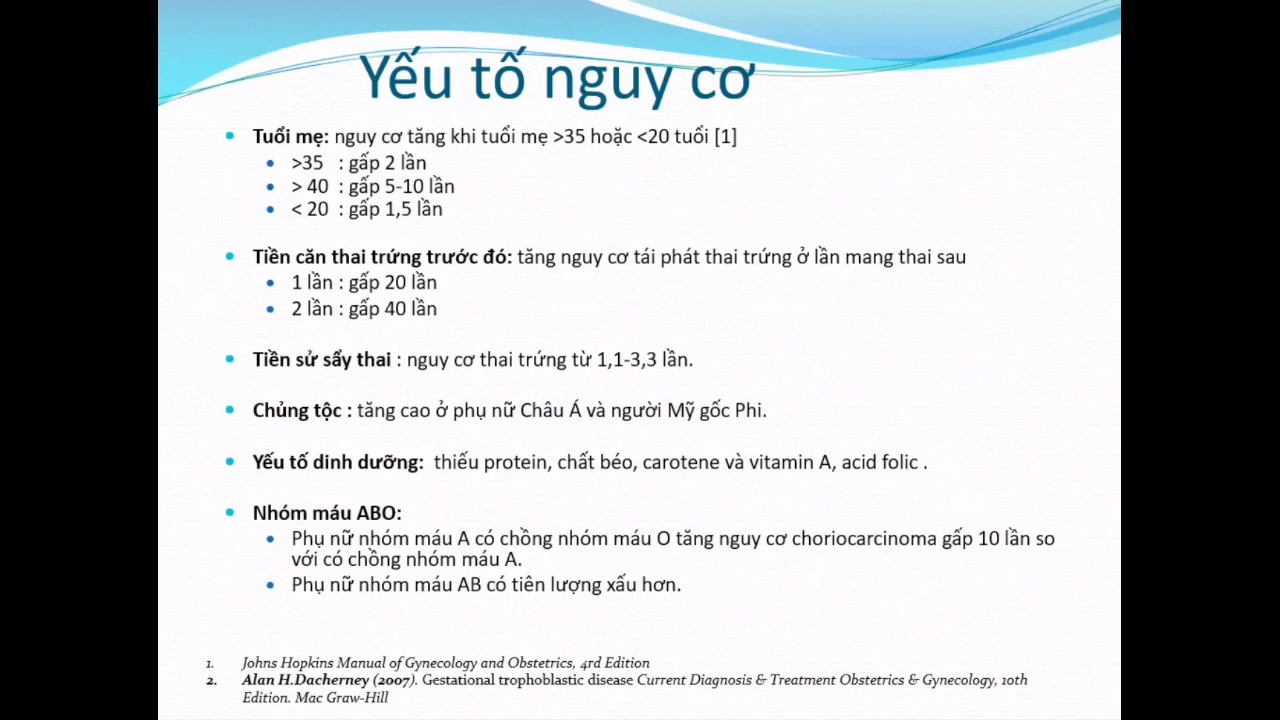 Yếu tố nguy cơ
• Tuổi mẹ: nguy cơ tăng khi tuổi mẹ >35 hoặc <20 tuổi [1]
• >35 : gấp 2 lần
• > 40 : gấp 5-10 lần
• < 20 : gấp 1,5 lần
• Tiền căn thai trứng trước đó: tăng nguy cơ tái phát thai trứng ở lần mang thai sau
• 1 lần : gấp 20 lần
• 2 lần : gấp 40 lần
• Tiền sử sẩy thai : nguy cơ thai trứng từ 1,1-3,3 lần.
• Chủng tộc : tăng cao ở phụ nữ Châu Á và người Mỹ gốc Phi.
• Yếu tố dinh dưỡng: thiếu protein, chất béo, carotene và vitamin A, acid folic .
• Nhóm máu ABO:
• Phụ nữ nhóm máu A có chồng nhóm máu O tăng nguy cơ choriocarcinoma gấp 10 lần so
với có chồng nhóm máu A.
• Phụ nữ nhóm máu AB có tiên lượng xấu hơn.
1. Johns Hopkins Manual of Gynecology and Obstetrics, 4rd Edition
2. Alan H.Dacherney (2007). Gestational trophoblastic disease Current Diagnosis & Treatment Obstetrics & Gynecology, 10th
Edition. Mac Graw-Hill